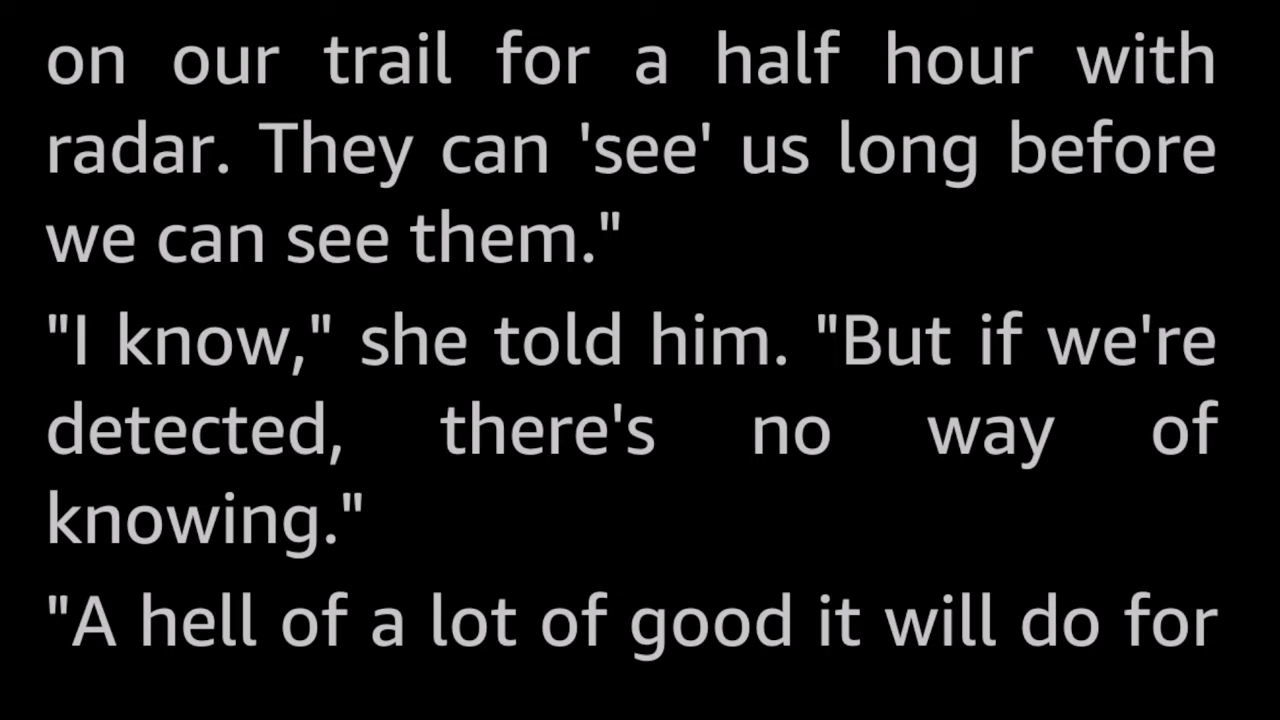 on our trail for a half hour with
radar. They can 'see' us long before
we can see them."
"I know," she told him. "But if we're
detected, there's no way of
knowing."
"A hell of a lot of good it will do for